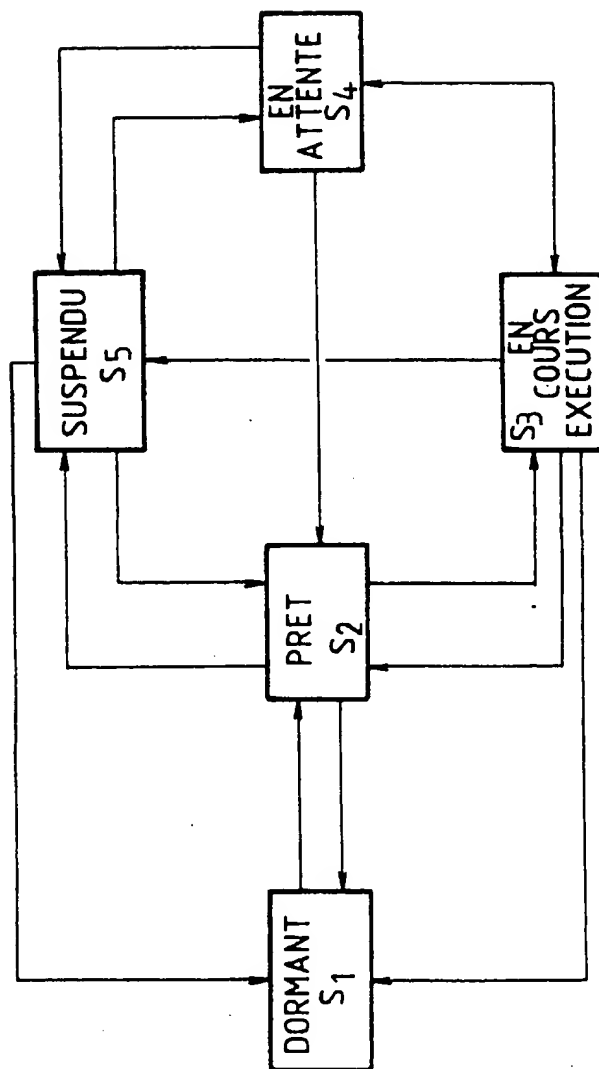 DORMANT
S1
PRET
S2
SUSPENDU
S5
S3 EN
COURS
EXECUTION
EN
ATTENTE
S4